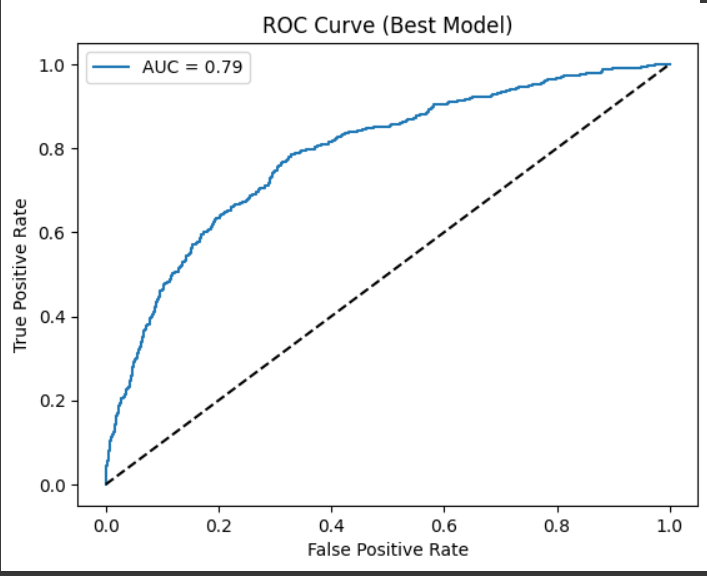 ROC Curve (Best Model)
AUC = 0.79
True Positive Rate
1.0
0.8
0.6
0.4
0.2
0.0
0.0 0.2 0.4 0.6 0.8 1.0
False Positive Rate